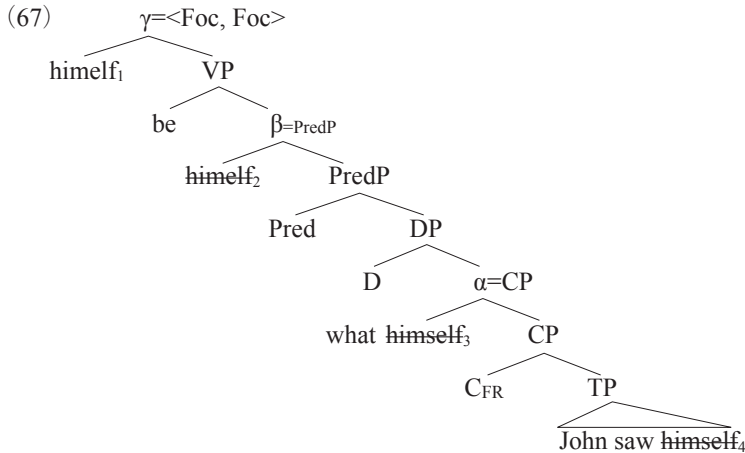 (67) γ=<Foc, Foc>
himelf₁ VP
be β=PredP
himelf₂ PredP
Pred DP
D α=CP
what himself₃ CP
C_FR TP
John saw himself₄